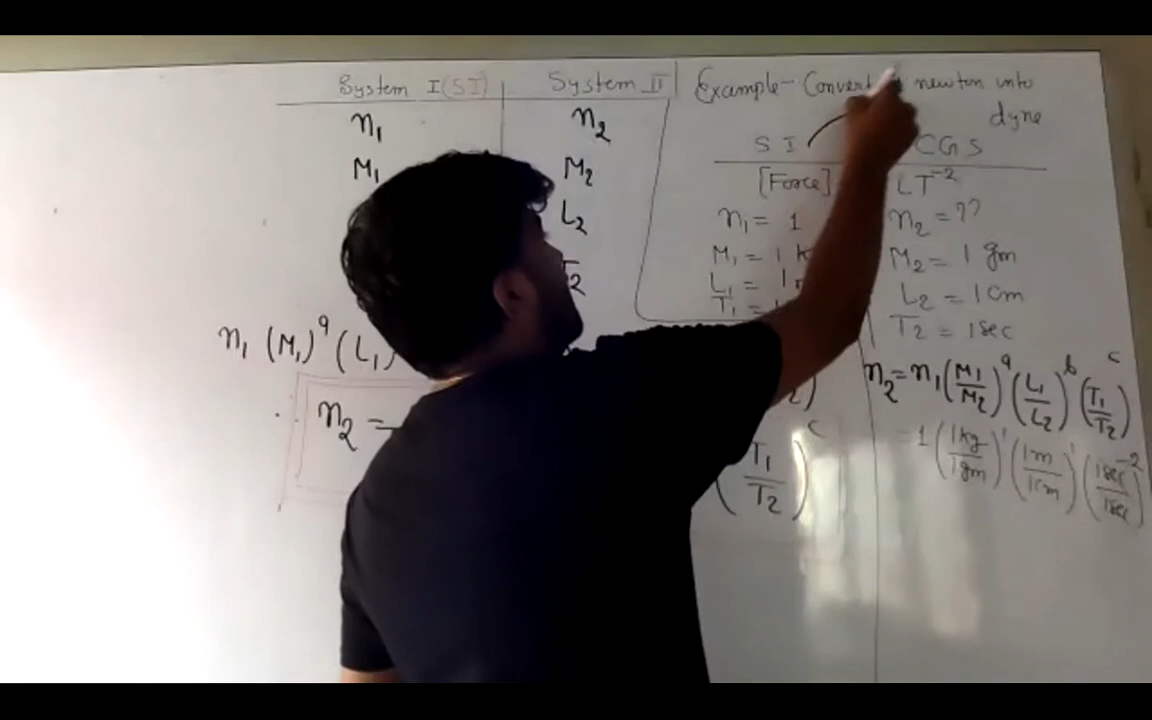 System I (SI) System II
n₁ n₂
M₁ M₂
L₂
n₁ (M₁)ᵃ (L₁)
n₂ =
(T₁/T₂)ᶜ
Example - Convert newton into
dyne
SI CGS
[Force] LT⁻²
n₁ = 1 n₂ = ??
M₁ = 1 M₂ = 1 gm
L₁ = 1 L₂ = 1 cm
T₁ = T₂ = 1 sec
n₂ = n₁ (M₁/M₂)ᵃ (L₁/L₂)ᵇ (T₁/T₂)ᶜ
= 1 (1kg/1gm)¹ (1m/1cm)¹ (1sec/1sec)⁻²